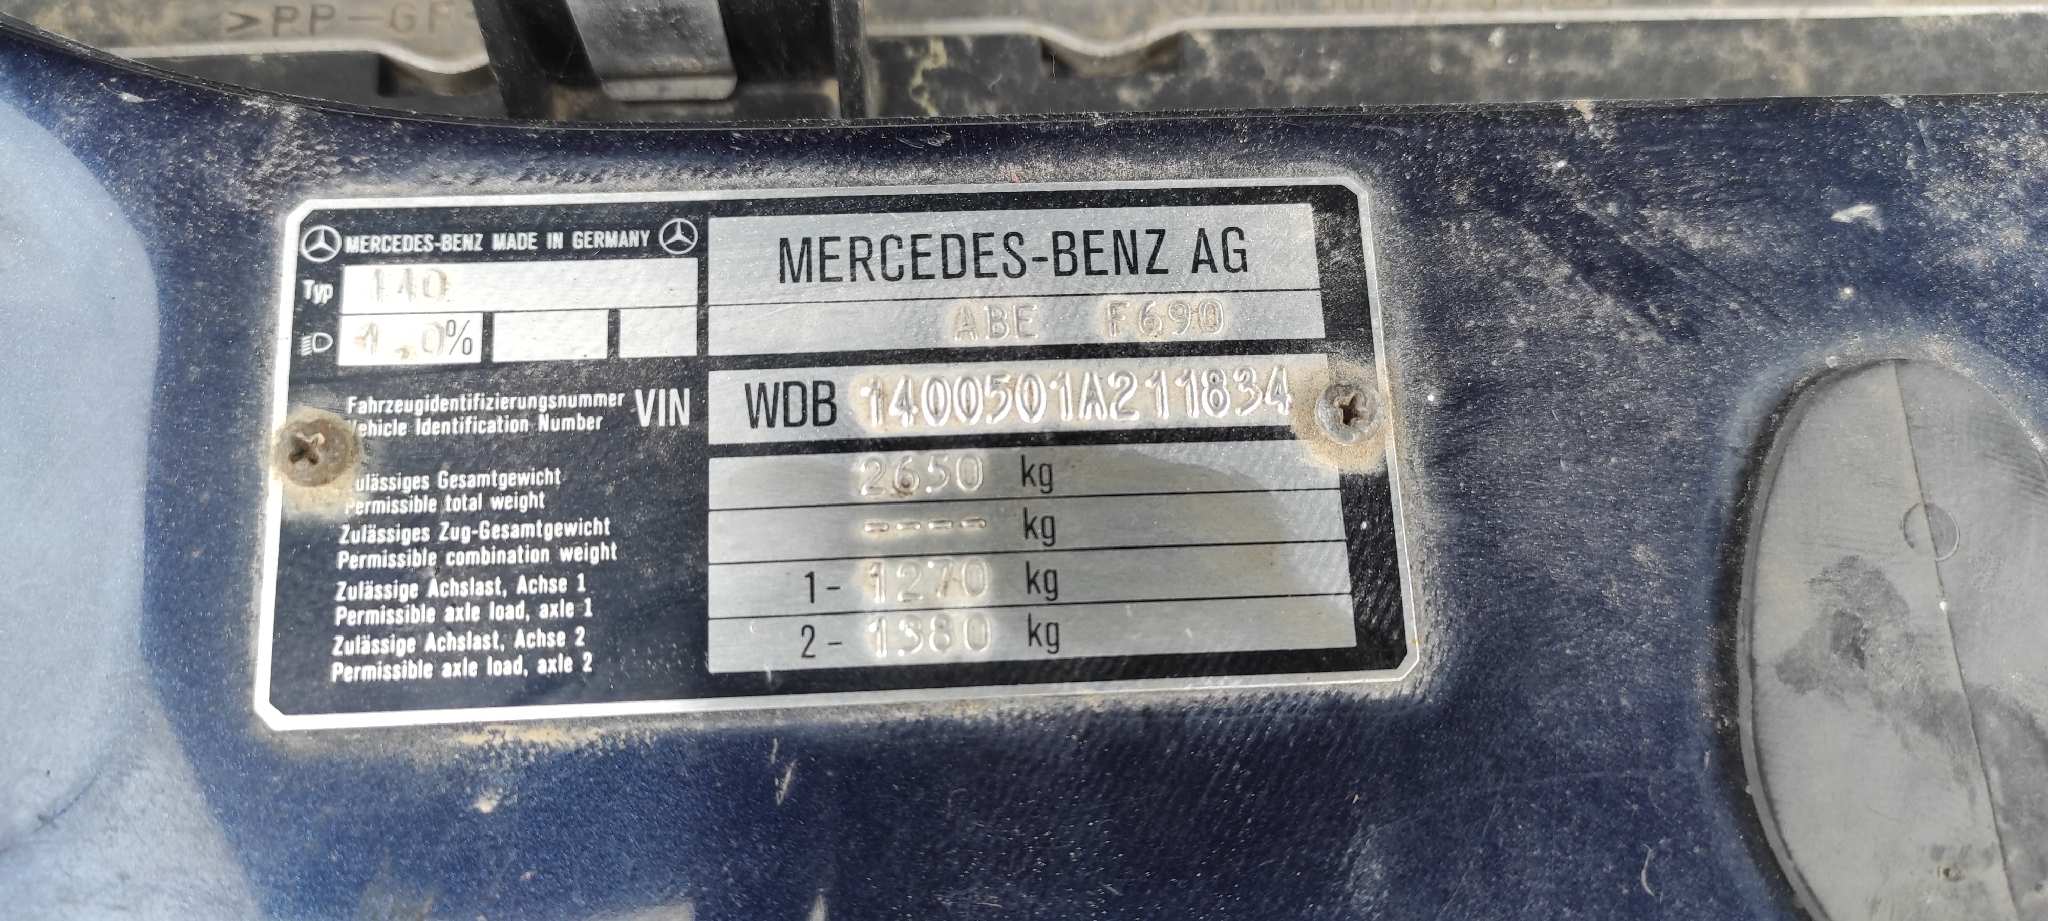 >PP-GF
MERCEDES-BENZ MADE IN GERMANY
Typ 140
1,0%
MERCEDES-BENZ AG
ABE F690
Fahrzeugidentifizierungsnummer
Vehicle Identification Number
VIN WDB 1400501A211834
Zulässiges Gesamtgewicht
Permissible total weight
2650 kg
Zulässiges Zug-Gesamtgewicht
Permissible combination weight
---- kg
Zulässige Achslast, Achse 1
Permissible axle load, axle 1
1- 1270 kg
Zulässige Achslast, Achse 2
Permissible axle load, axle 2
2- 1380 kg